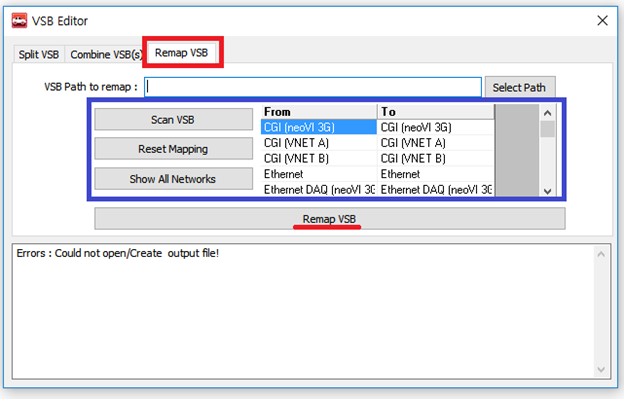 VSB Editor
Split VSB Combine VSB(s) Remap VSB
VSB Path to remap : Select Path
Scan VSB
Reset Mapping
Show All Networks
From To
CGI (neoVI 3G) CGI (neoVI 3G)
CGI (VNET A) CGI (VNET A)
CGI (VNET B) CGI (VNET B)
Ethernet Ethernet
Ethernet DAQ (neoVI 3G Ethernet DAQ (neoVI 3G
Remap VSB
Errors : Could not open/Create output file!